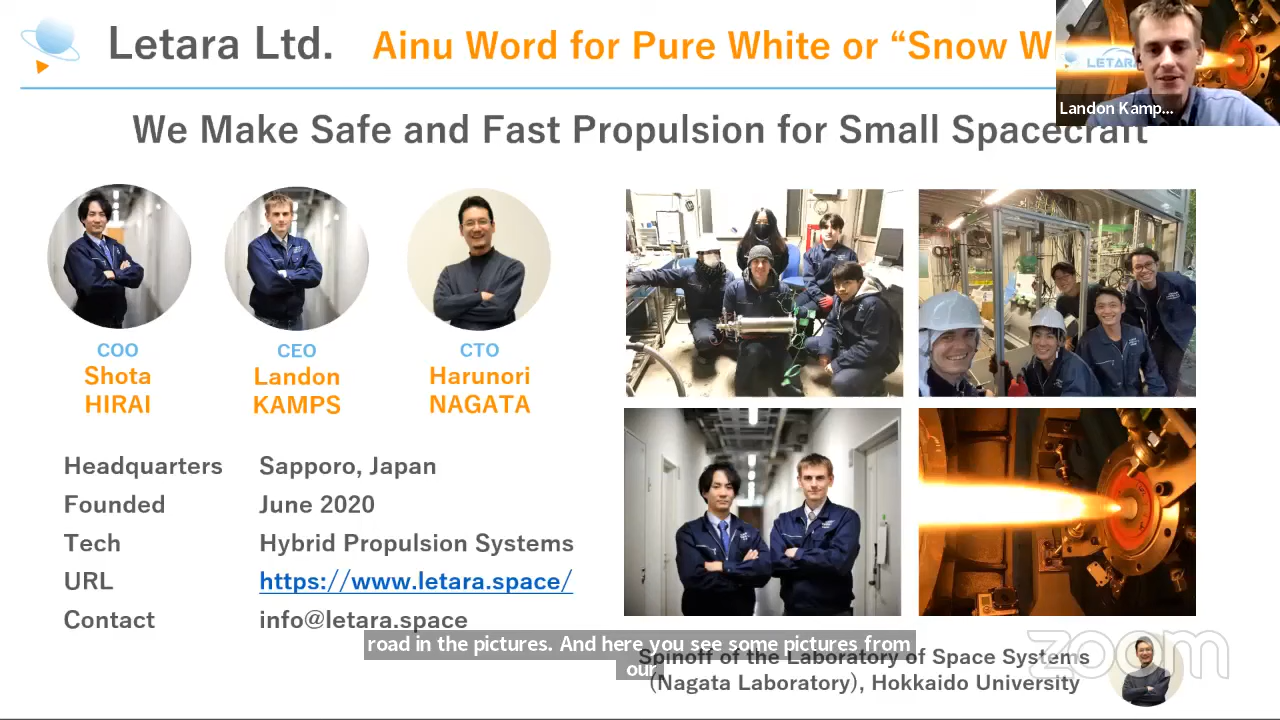 Letara Ltd. Ainu Word for Pure White or “Snow W
LETARA
Landon Kamp...
We Make Safe and Fast Propulsion for Small Spacecraft
COO
Shota
HIRAI
CEO
Landon
KAMPS
CTO
Harunori
NAGATA
Headquarters Sapporo, Japan
Founded June 2020
Tech Hybrid Propulsion Systems
URL https://www.letara.space/
Contact info@letara.space
road in the pictures. And here you see some pictures from
our
Spinoff of the Laboratory of Space Systems
(Nagata Laboratory), Hokkaido University
zoom